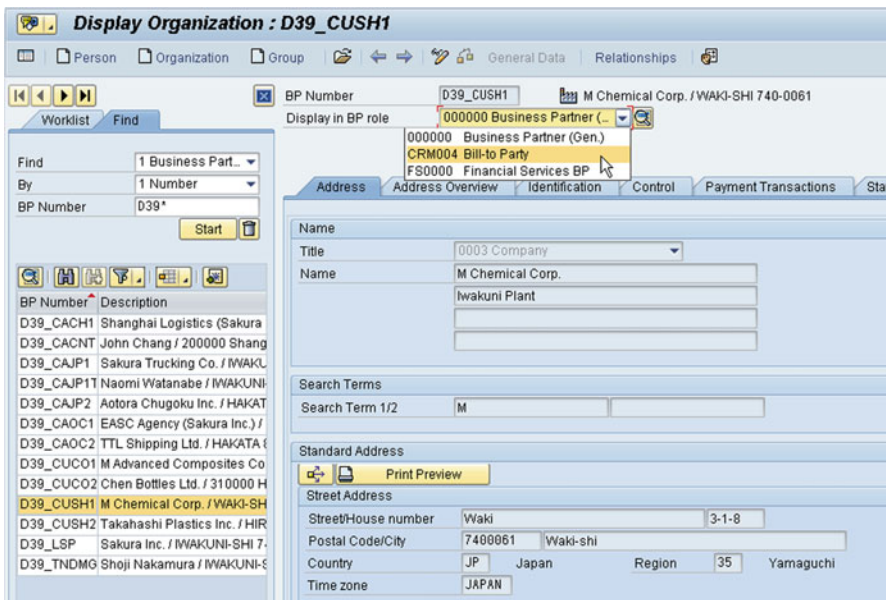 Display Organization : D39_CUSH1
Person Organization Group General Data Relationships
BP Number D39_CUSH1 M Chemical Corp. / WAKI-SHI 740-0061
Worklist Find
Display in BP role 000000 Business Partner (...
000000 Business Partner (Gen.)
CRM004 Bill-to Party
FS0000 Financial Services BP
Find 1 Business Part...
By 1 Number
BP Number D39*
Start
Address Address Overview Identification Control Payment Transactions Sta
Name
Title 0003 Company
Name M Chemical Corp.
Iwakuni Plant
BP Number Description
D39_CACH1 Shanghai Logistics (Sakura
D39_CACNT John Chang / 200000 Shang
D39_CAJP1 Sakura Trucking Co. / IWAKU
D39_CAJP1T Naomi Watanabe / IWAKUNI-
D39_CAJP2 Aotora Chugoku Inc. / HAKAT
D39_CAOC1 EASC Agency (Sakura Inc.) /
D39_CAOC2 TTL Shipping Ltd. / HAKATA
D39_CUCO1 M Advanced Composites Co
D39_CUCO2 Chen Bottles Ltd. / 310000 H
D39_CUSH1 M Chemical Corp. / WAKI-SH
D39_CUSH2 Takahashi Plastics Inc. / HIR
D39_LSP Sakura Inc. / IWAKUNI-SHI 7
D39_TNDMG Shoji Nakamura / IWAKUNI-S
Search Terms
Search Term 1/2 M
Standard Address
Print Preview
Street Address
Street/House number Waki 3-1-8
Postal Code/City 7400061 Waki-shi
Country JP Japan Region 35 Yamaguchi
Time zone JAPAN